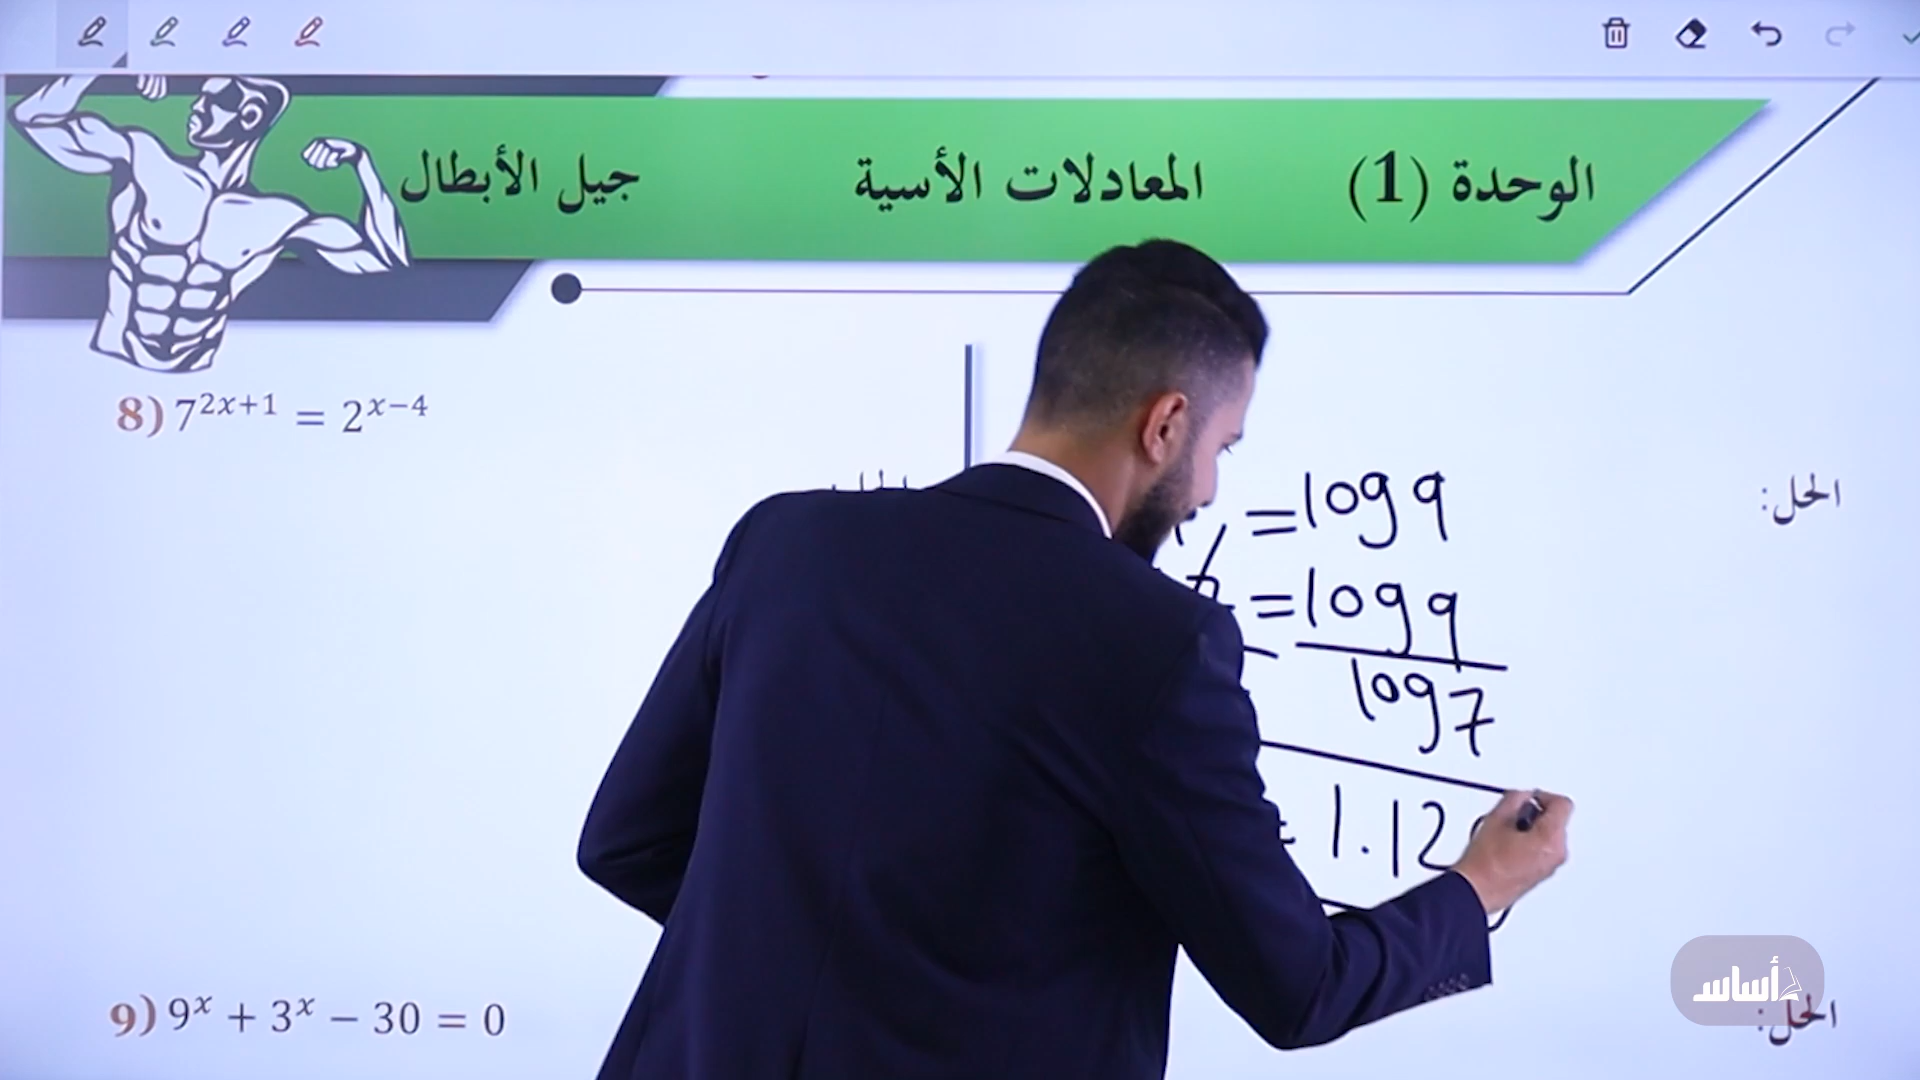 الوحدة (1) المعادلات الأسية جيل الأبطال
8) 7^{2x+1} = 2^{x-4}
الحل:
= log 9
= log 9
log 7
= 1.12
9) 9^x + 3^x − 30 = 0
الحل:
أساس